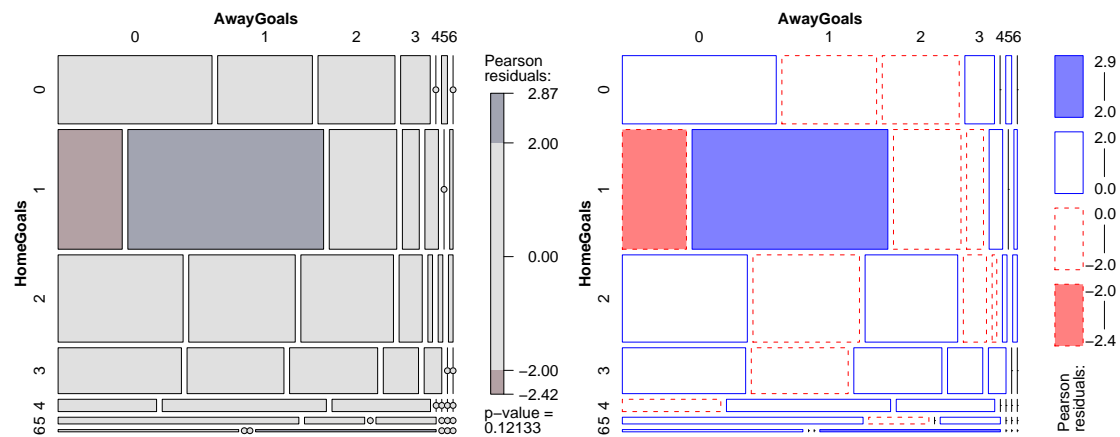 AwayGoals
0 1 2 3 456
HomeGoals
0
1
2
3
4
65
Pearson
residuals:
2.87
2.00
0.00
−2.00
−2.42
p−value =
0.12133
AwayGoals
0 1 2 3 456
HomeGoals
0
1
2
3
4
65
2.9
2.0
2.0
0.0
0.0
−2.0
−2.0
−2.4
Pearson
residuals: